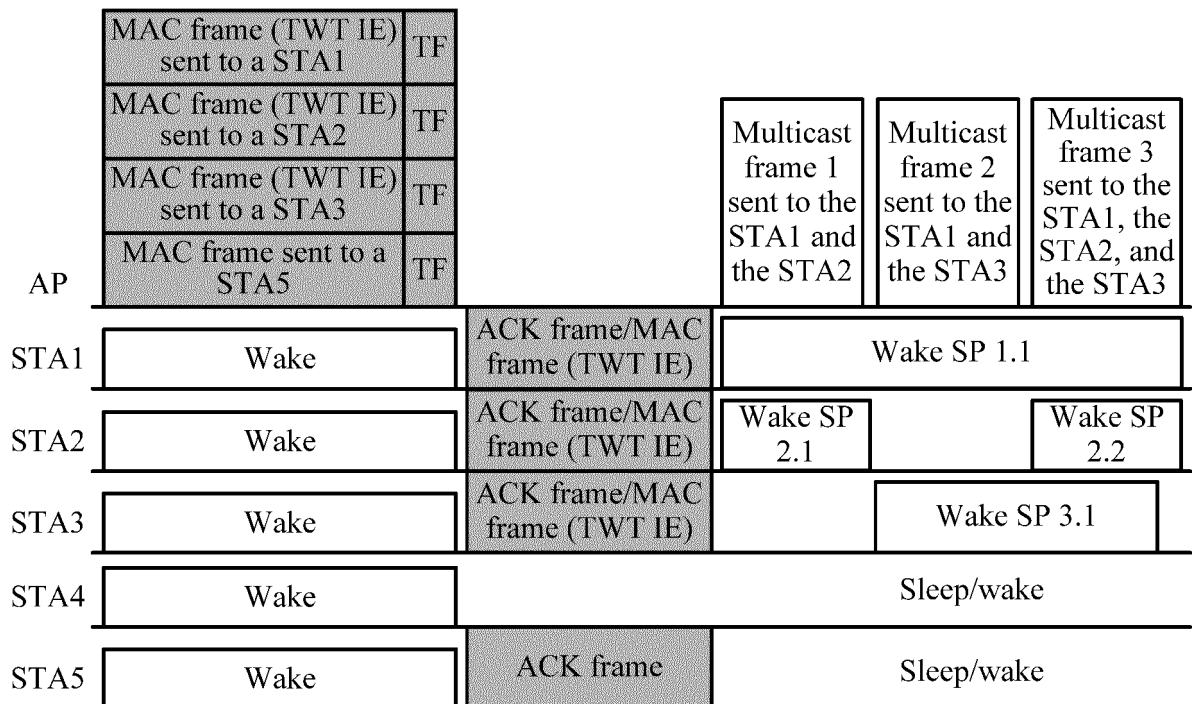 MAC frame (TWT IE)
sent to a STA1
TF
MAC frame (TWT IE)
sent to a STA2
TF
MAC frame (TWT IE)
sent to a STA3
TF
MAC frame sent to a
STA5
TF
Multicast
frame 1
sent to the
STA1 and
the STA2
Multicast
frame 2
sent to the
STA1 and
the STA3
Multicast
frame 3
sent to the
STA1, the
STA2, and
the STA3
AP
STA1
Wake
ACK frame/MAC
frame (TWT IE)
Wake SP 1.1
STA2
Wake
ACK frame/MAC
frame (TWT IE)
Wake SP
2.1
Wake SP
2.2
STA3
Wake
ACK frame/MAC
frame (TWT IE)
Wake SP 3.1
STA4
Wake
Sleep/wake
STA5
Wake
ACK frame
Sleep/wake